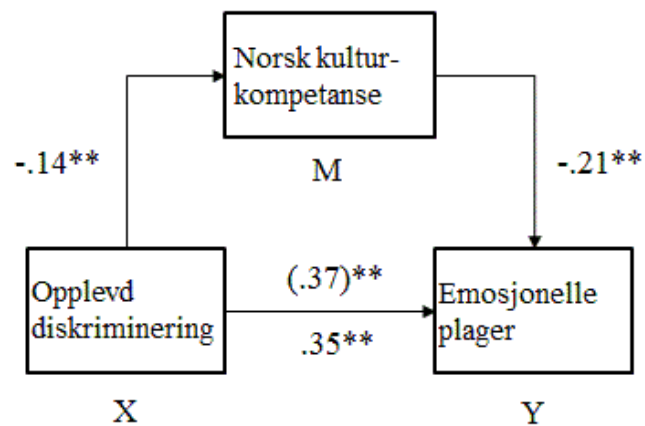 Norsk kultur-
kompetanse
M
-.14**
-.21**
Opplevd
diskriminering
X
(.37)**
.35**
Emosjonelle
plager
Y